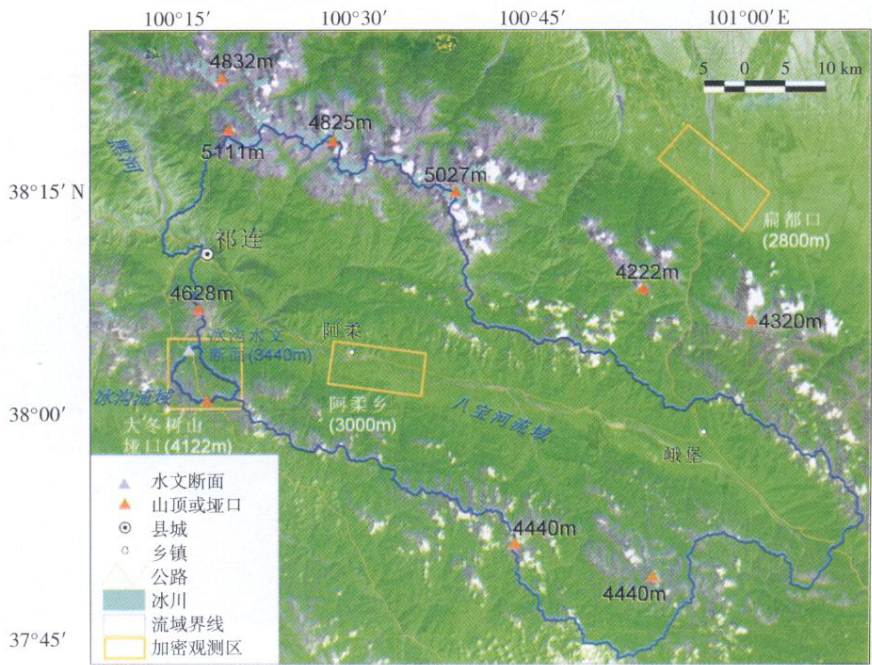 100°15′
100°30′
100°45′
101°00′E
4832m
5 0 5 10 km
4825m
5111m
黑河
38°15′N
5027m
扁都口
(2800m)
祁连
4222m
4628m
4320m
阿柔
冰沟水文
断面(3440m)
冰沟流域
38°00′
大冬树山
垭口(4122m)
阿柔乡
(3000m)
八宝河流域
峨堡
水文断面
山顶或垭口
县城
乡镇
公路
冰川
流域界线
加密观测区
4440m
4440m
37°45′